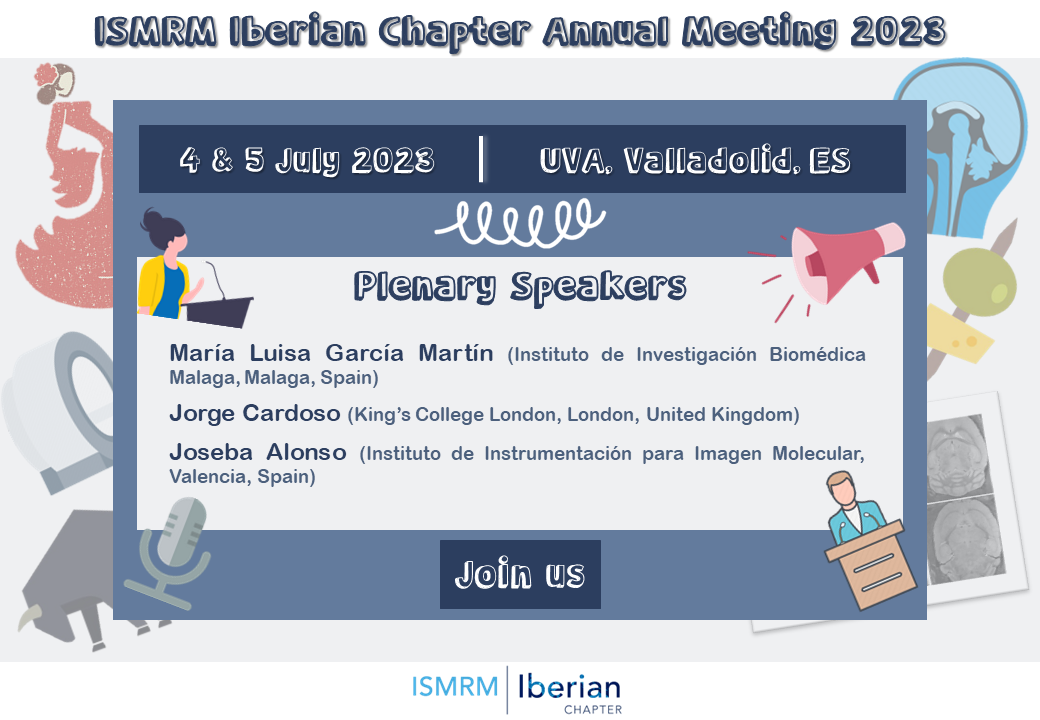 ISMRM Iberian Chapter Annual Meeting 2023
4 & 5 July 2023
UVA, Valladolid, ES
Plenary Speakers
María Luisa García Martín (Instituto de Investigación Biomédica
Malaga, Malaga, Spain)
Jorge Cardoso (King's College London, London, United Kingdom)
Joseba Alonso (Instituto de Instrumentación para Imagen Molecular,
Valencia, Spain)
Join us
ISMRM Iberian
CHAPTER